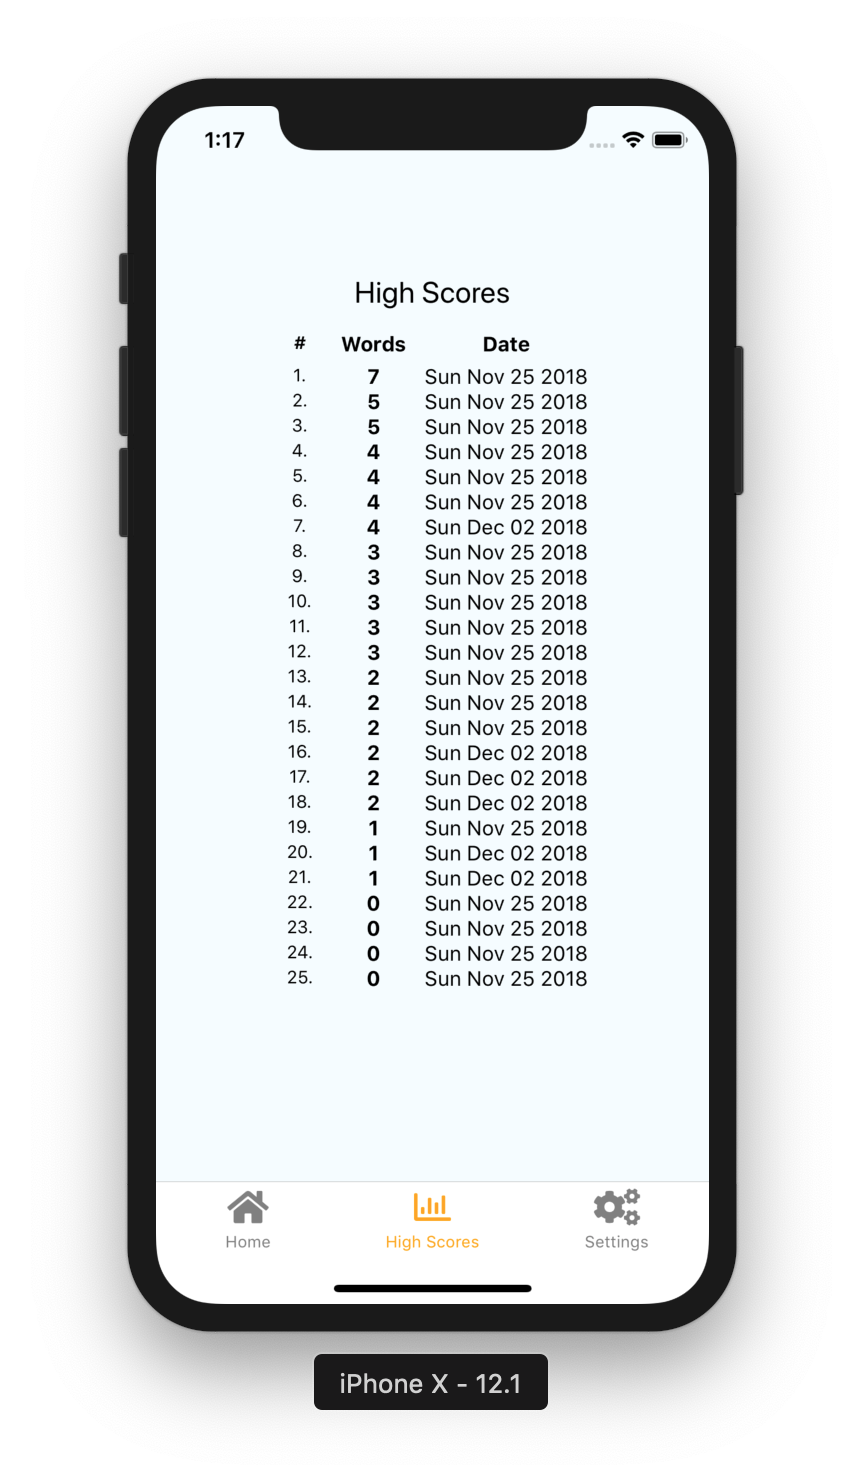 1:17
High Scores
# Words Date
1. 7 Sun Nov 25 2018
2. 5 Sun Nov 25 2018
3. 5 Sun Nov 25 2018
4. 4 Sun Nov 25 2018
5. 4 Sun Nov 25 2018
6. 4 Sun Nov 25 2018
7. 4 Sun Dec 02 2018
8. 3 Sun Nov 25 2018
9. 3 Sun Nov 25 2018
10. 3 Sun Nov 25 2018
11. 3 Sun Nov 25 2018
12. 3 Sun Nov 25 2018
13. 2 Sun Nov 25 2018
14. 2 Sun Nov 25 2018
15. 2 Sun Nov 25 2018
16. 2 Sun Dec 02 2018
17. 2 Sun Dec 02 2018
18. 2 Sun Dec 02 2018
19. 1 Sun Nov 25 2018
20. 1 Sun Dec 02 2018
21. 1 Sun Dec 02 2018
22. 0 Sun Nov 25 2018
23. 0 Sun Nov 25 2018
24. 0 Sun Nov 25 2018
25. 0 Sun Nov 25 2018
Home High Scores Settings
iPhone X - 12.1